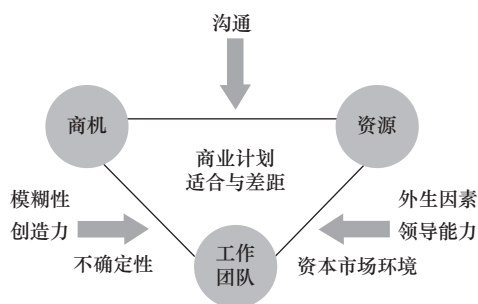 沟通
商机
资源
商业计划
适合与差距
模糊性
创造力
不确定性
外生因素
领导能力
资本市场环境
工作
团队